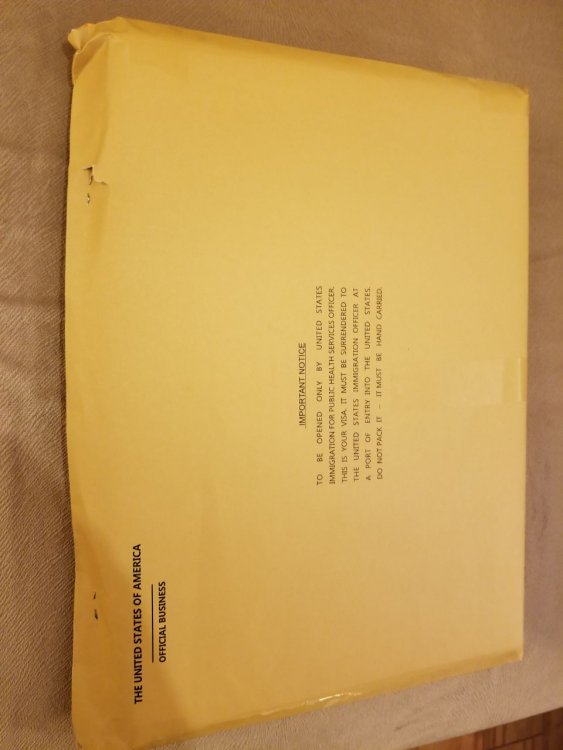 THE UNITED STATES OF AMERICA
OFFICIAL BUSINESS
IMPORTANT NOTICE
TO BE OPENED ONLY BY UNITED STATES
IMMIGRATION FOR PUBLIC HEALTH SERVICES OFFICER.
THIS IS YOUR VISA. IT MUST BE SURRENDERED TO
THE UNITED STATES IMMIGRATION OFFICER AT
A PORT OF ENTRY INTO THE UNITED STATES.
DO NOT PACK IT – IT MUST BE HAND CARRIED.